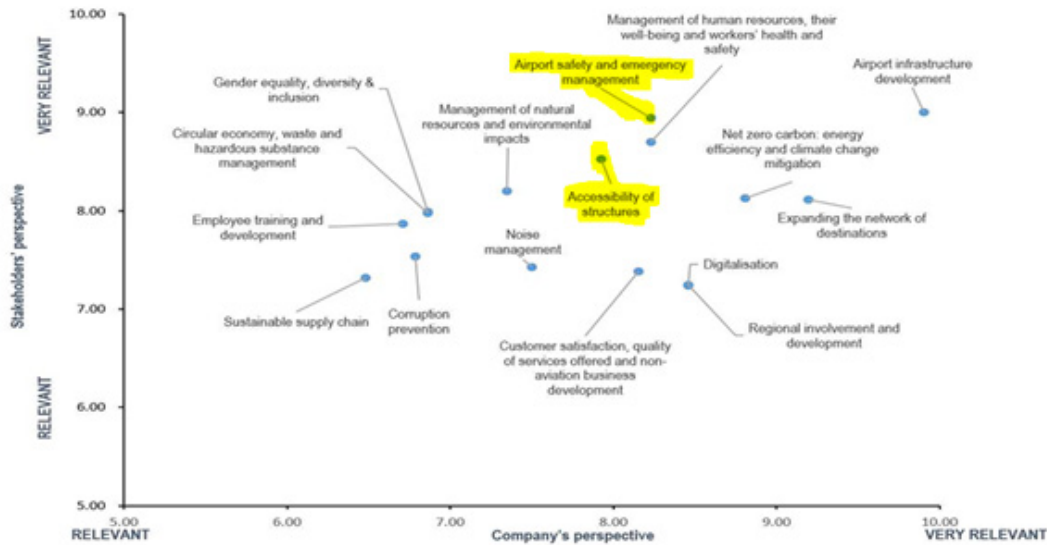 10.00
9.00
8.00
7.00
6.00
5.00
VERY RELEVANT
Stakeholders' perspective
RELEVANT
Management of human resources, their
well-being and workers' health and
safety
Airport safety and emergency
management
Airport infrastructure
development
Gender equality, diversity &
inclusion
Management of natural
resources and environmental
impacts
Circular economy, waste and
hazardous substance
management
Net zero carbon: energy
efficiency and climate change
mitigation
Accessibility of
structures
Employee training and
development
Expanding the network of
destinations
Noise
management
Digitalisation
Sustainable supply chain
Corruption
prevention
Regional involvement and
development
Customer satisfaction, quality
of services offered and non-
aviation business
development
5.00
6.00
7.00
8.00
9.00
10.00
RELEVANT
Company's perspective
VERY RELEVANT